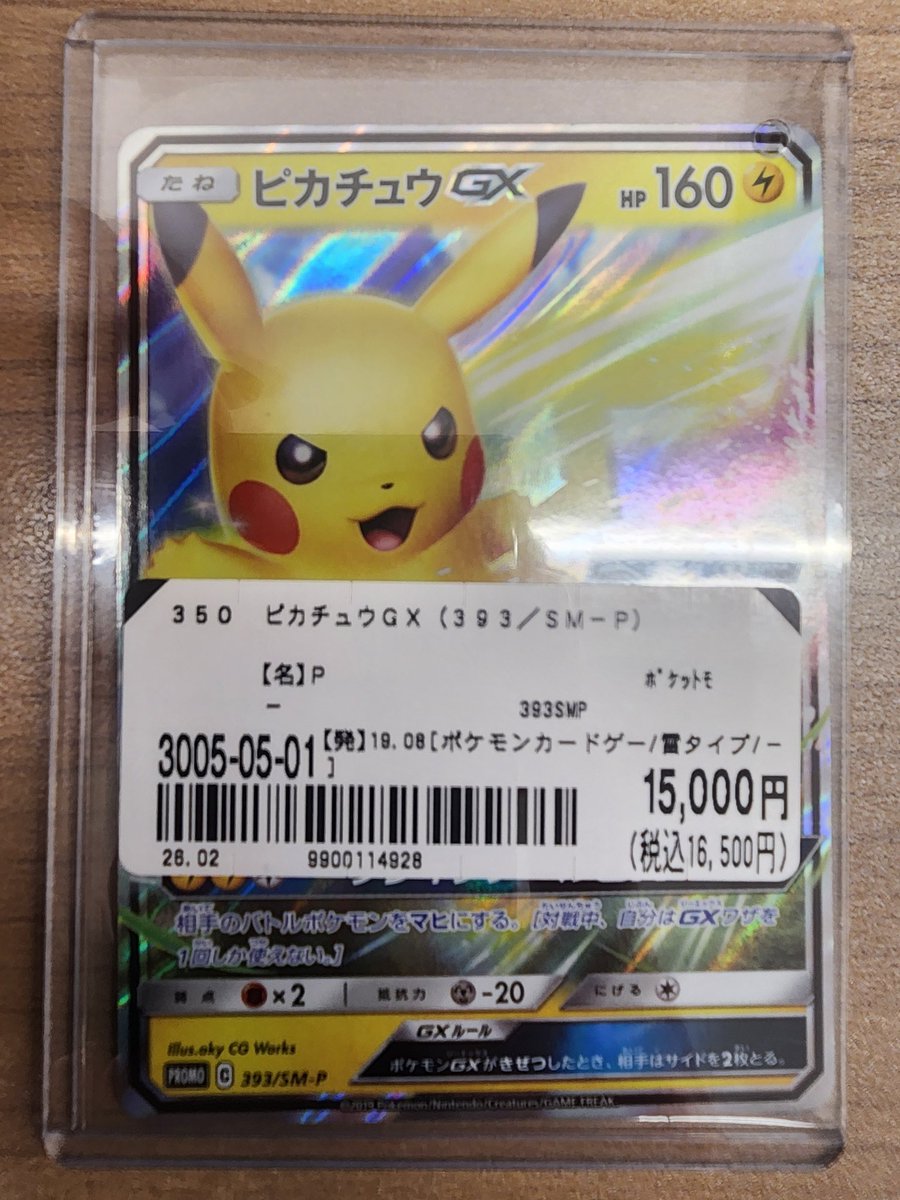 たね ピカチュウGX HP 160
350 ピカチュウGX(393/SM-P)
【名】P ポケットモ
- 393SMP
3005-05-01 【発】19.08[ポケモンカードゲー/雷タイプ/-
]
15,000円
(税込16,500円)
26.02 9900114928
相手のバトルポケモンをマヒにする。[対戦中、自分はGXワザを
1回しか使えない。]
弱点 ×2 抵抗力 -20 にげる
GXルール
ポケモンGXがきぜつしたとき、相手はサイドを2枚とる。
Illus.aky CG Works
PROMO C 393/SM-P
©2019 Pokémon/Nintendo/Creatures/GAME FREAK